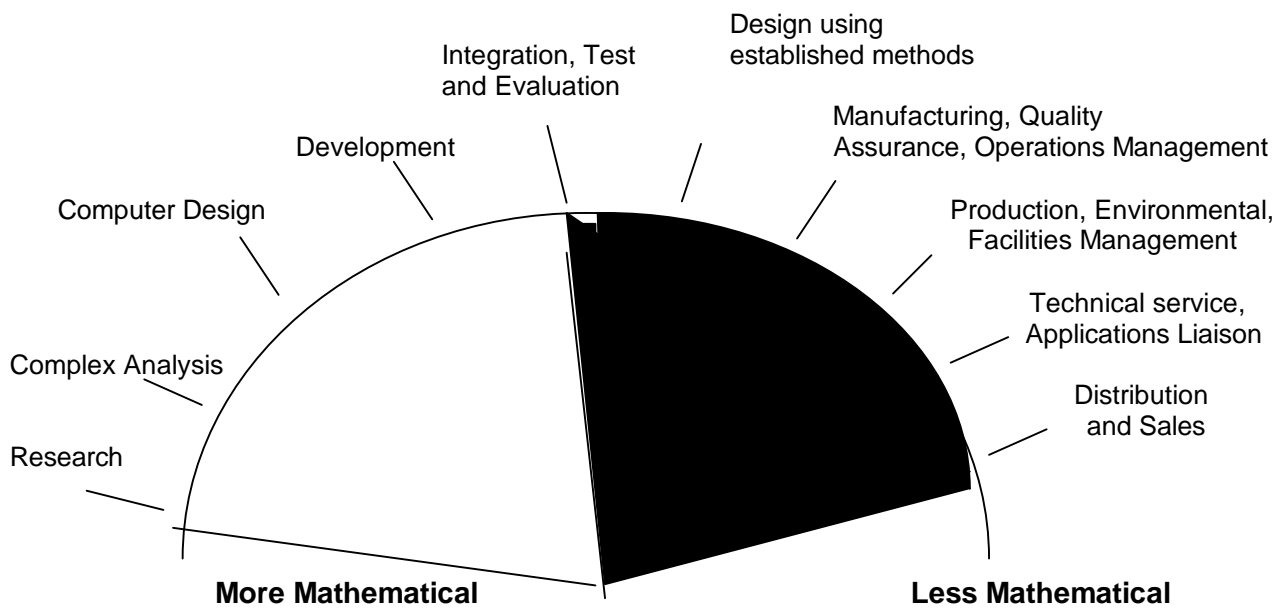 Design using
established methods
Integration, Test
and Evaluation
Manufacturing, Quality
Assurance, Operations Management
Development
Computer Design
Production, Environmental,
Facilities Management
Technical service,
Applications Liaison
Complex Analysis
Distribution
and Sales
Research
More Mathematical
Less Mathematical